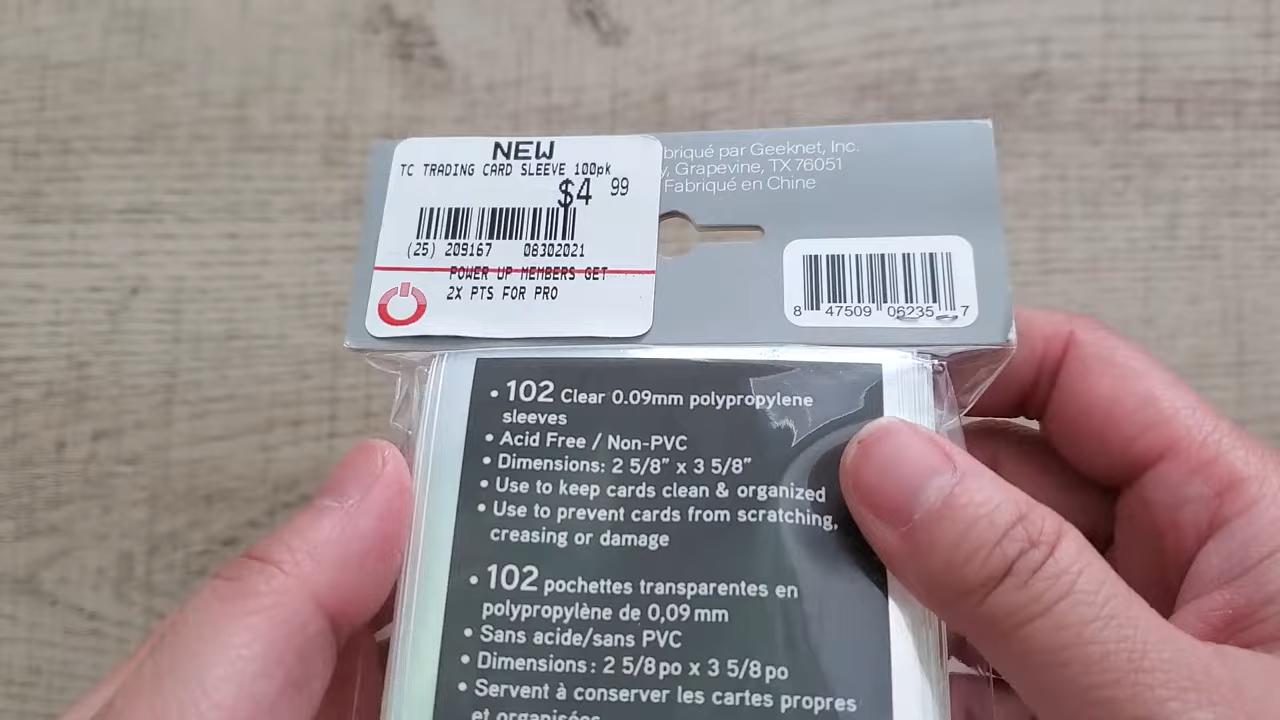 NEW
TC TRADING CARD SLEEVE 100pk
$4 99
(25) 209167 08302021
POWER UP MEMBERS GET
2X PTS FOR PRO
briqué par Geeknet, Inc.
, Grapevine, TX 76051
Fabriqué en Chine
8 47509 06235 7
• 102 Clear 0.09mm polypropylene
sleeves
• Acid Free / Non-PVC
• Dimensions: 2 5/8" x 3 5/8"
• Use to keep cards clean & organized
• Use to prevent cards from scratching,
creasing or damage
• 102 pochettes transparentes en
polypropylène de 0,09 mm
• Sans acide/sans PVC
• Dimensions : 2 5/8 po x 3 5/8 po
• Servent à conserver les cartes propres
et organisées